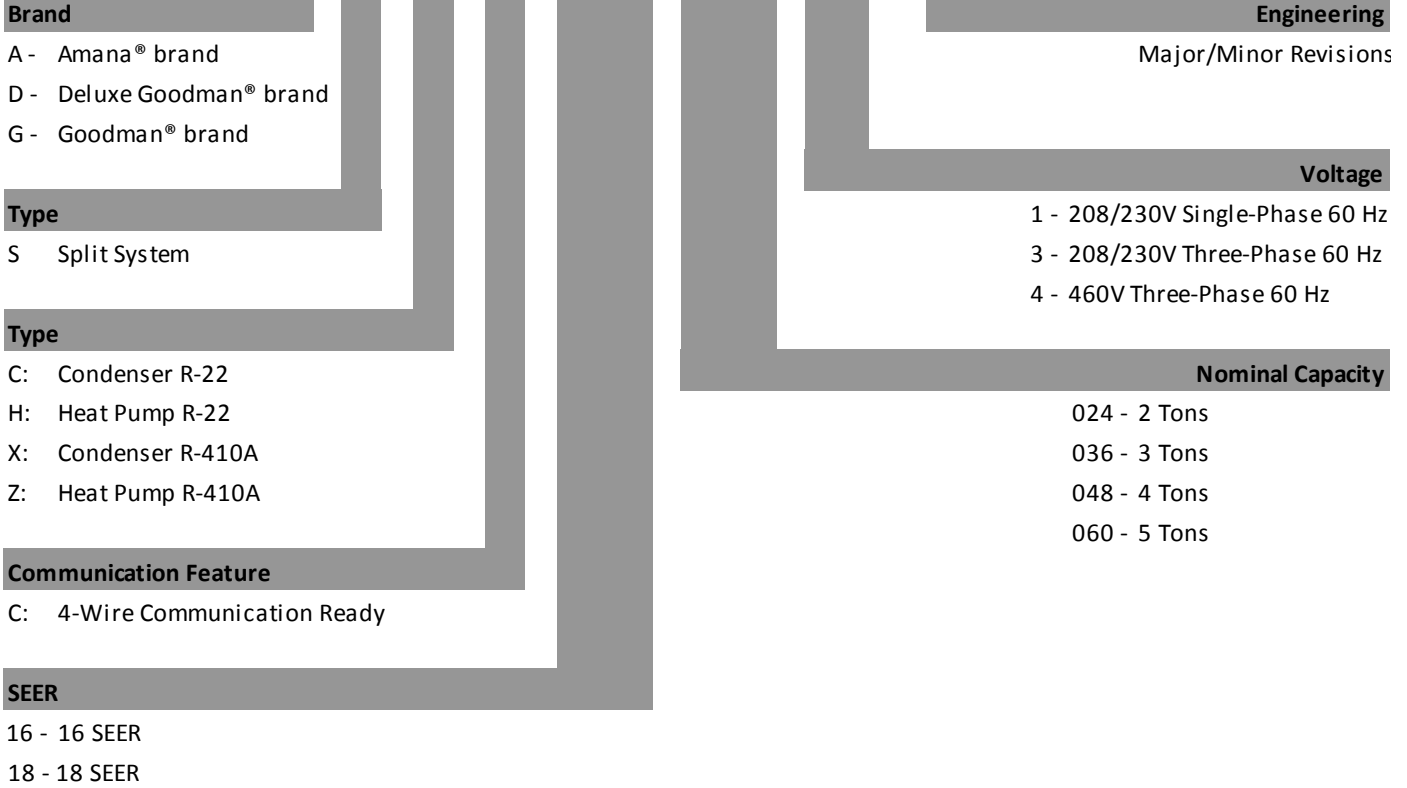 Brand
A - Amana® brand
D - Deluxe Goodman® brand
G - Goodman® brand
Type
S Split System
Type
C: Condenser R-22
H: Heat Pump R-22
X: Condenser R-410A
Z: Heat Pump R-410A
Communication Feature
C: 4-Wire Communication Ready
SEER
16 - 16 SEER
18 - 18 SEER
Engineering
Major/Minor Revisions
Voltage
1 - 208/230V Single-Phase 60 Hz
3 - 208/230V Three-Phase 60 Hz
4 - 460V Three-Phase 60 Hz
Nominal Capacity
024 - 2 Tons
036 - 3 Tons
048 - 4 Tons
060 - 5 Tons